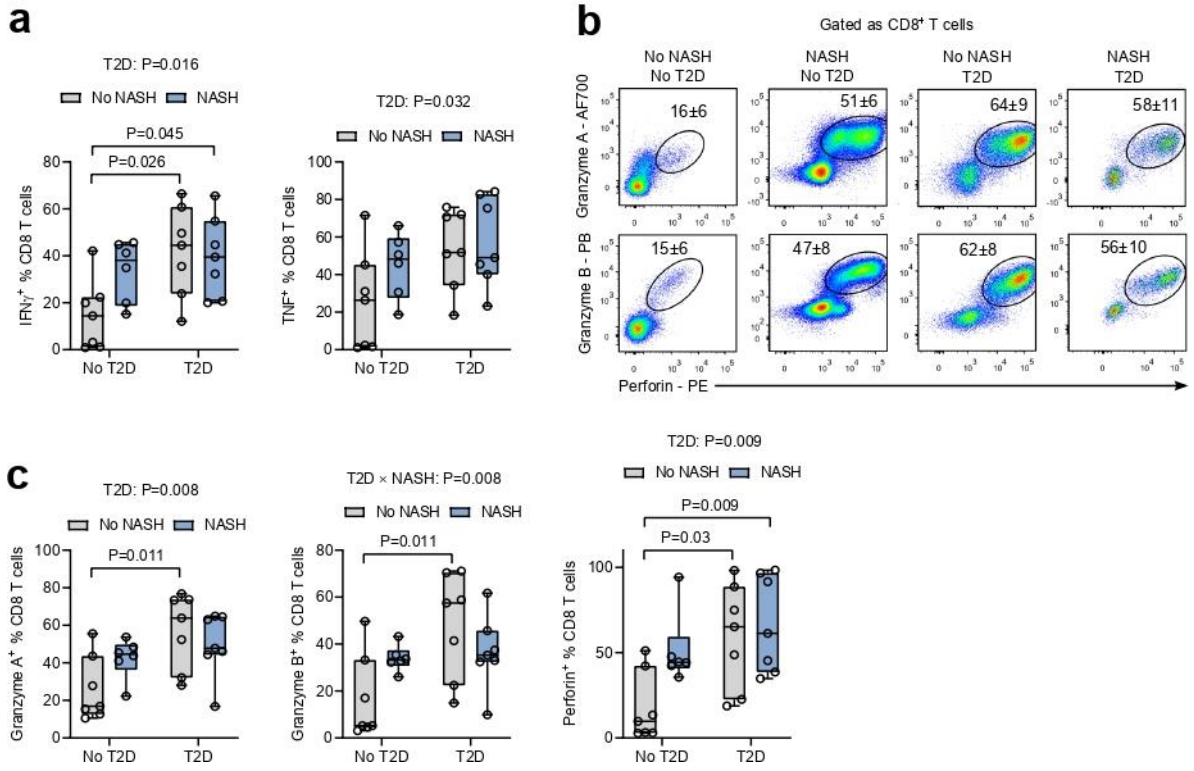 a
T2D: P=0.016
No NASH NASH
P=0.045
P=0.026
IFNγ⁺ % CD8 T cells
80
60
40
20
0
No T2D T2D
T2D: P=0.032
No NASH NASH
TNF⁺ % CD8 T cells
100
80
60
40
20
0
No T2D T2D
b
Gated as CD8⁺ T cells
No NASH
No T2D
NASH
No T2D
No NASH
T2D
NASH
T2D
Granzyme A - AF700
16±6
51±6
64±9
58±11
Granzyme B - PB
15±6
47±8
62±8
56±10
Perforin - PE
c
T2D: P=0.008
No NASH NASH
P=0.011
Granzyme A⁺ % CD8 T cells
100
80
60
40
20
0
No T2D T2D
T2D × NASH: P=0.008
No NASH NASH
P=0.011
Granzyme B⁺ % CD8 T cells
80
60
40
20
0
No T2D T2D
T2D: P=0.009
No NASH NASH
P=0.009
P=0.03
Perforin⁺ % CD8 T cells
100
50
0
No T2D T2D